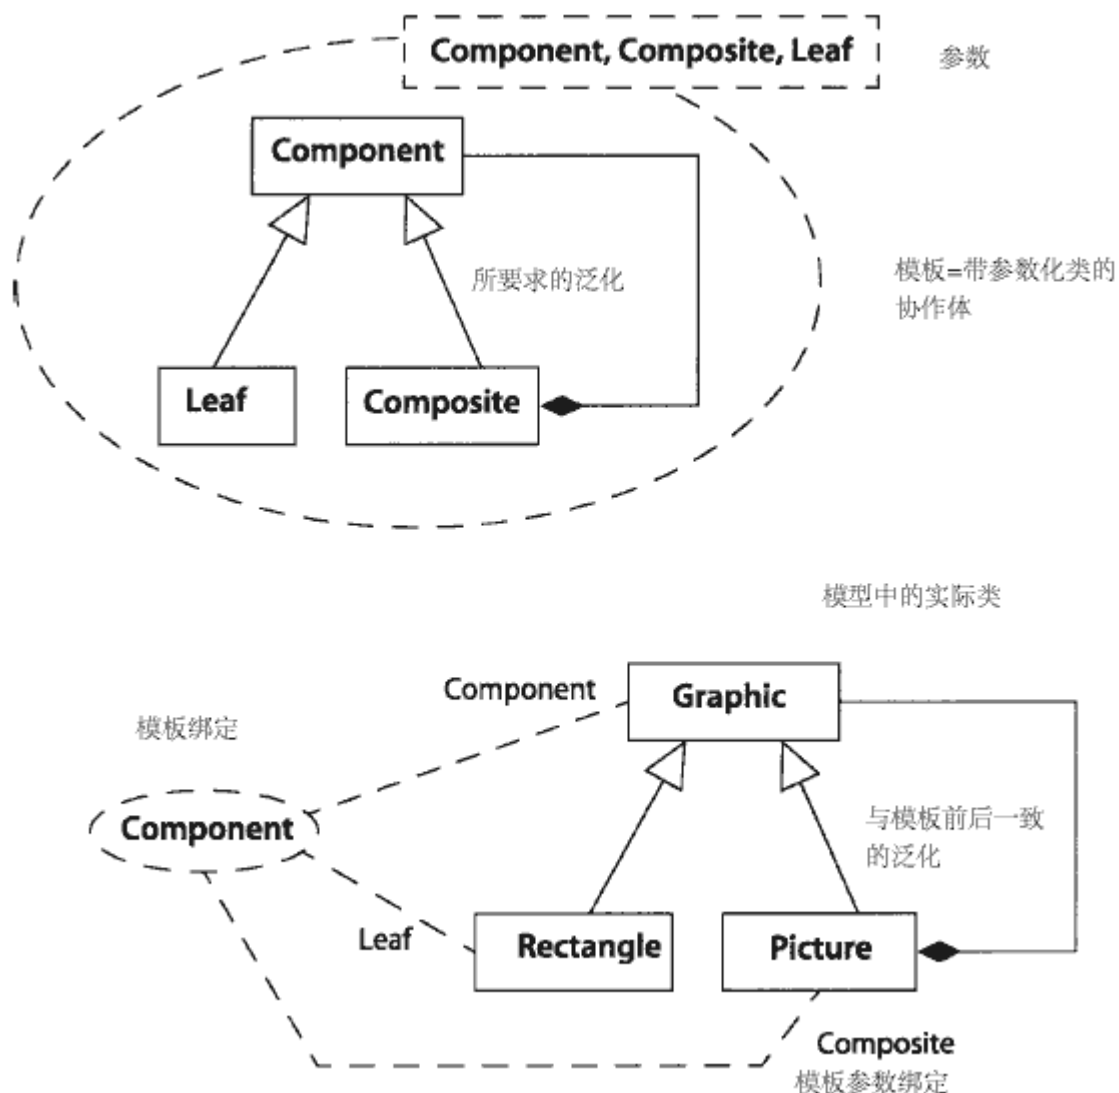 Component, Composite, Leaf
参数
Component
所要求的泛化
模板=带参数化类的
协作体
Leaf
Composite
模型中的实际类
Component
Graphic
模板绑定
Component
与模板前后一致
的泛化
Leaf
Rectangle
Picture
Composite
模板参数绑定